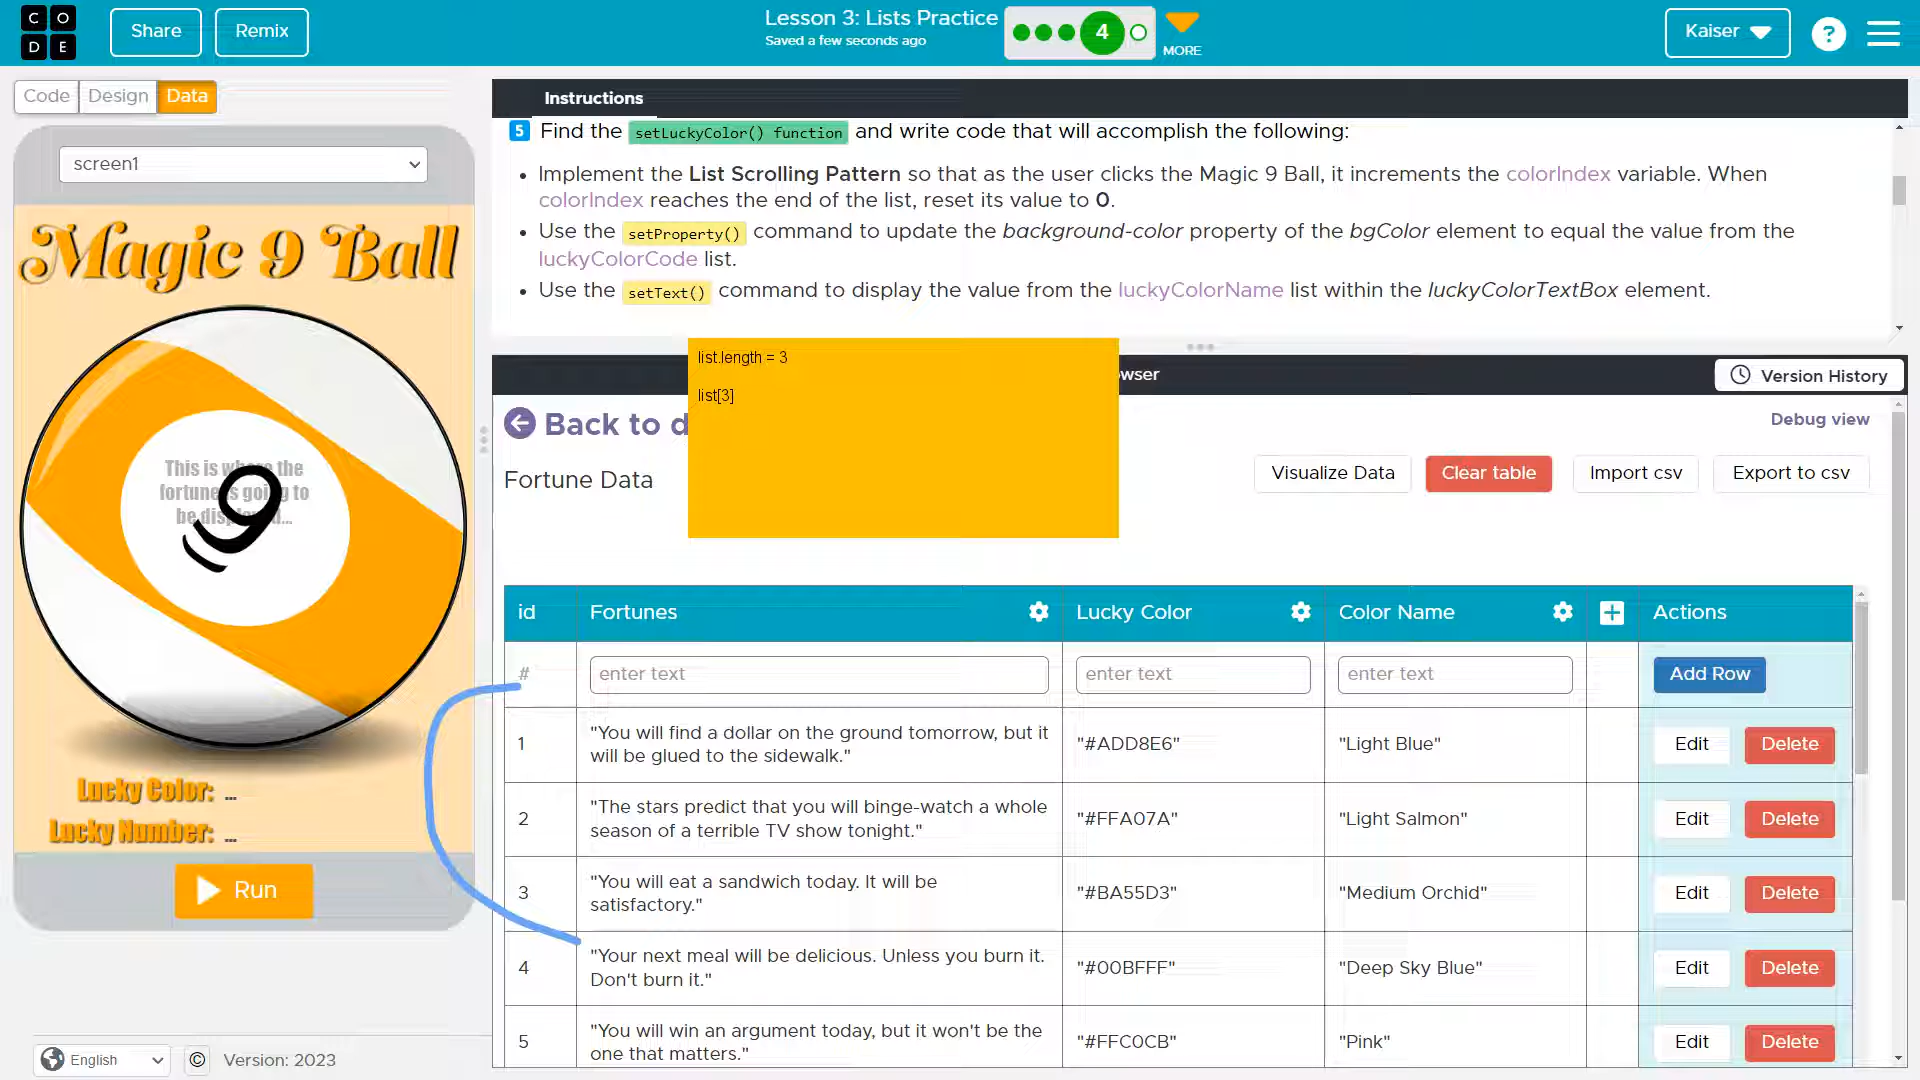 CODE
Share
Remix
Lesson 3: Lists Practice
Saved a few seconds ago
4
MORE
Kaiser
?
Code
Design
Data
screen1
Magic 9 Ball
This is where the
fortune is going to
be displayed...
9
Lucky Color: ...
Lucky Number: ...
Run
English
©
Version: 2023
Instructions
5 Find the setLuckyColor() function and write code that will accomplish the following:
• Implement the List Scrolling Pattern so that as the user clicks the Magic 9 Ball, it increments the colorIndex variable. When
colorIndex reaches the end of the list, reset its value to 0.
• Use the setProperty() command to update the background-color property of the bgColor element to equal the value from the
luckyColorCode list.
• Use the setText() command to display the value from the luckyColorName list within the luckyColorTextBox element.
list.length = 3
list[3]
wser
Version History
Back to d
Debug view
Fortune Data
Visualize Data
Clear table
Import csv
Export to csv
id Fortunes Lucky Color Color Name Actions
# enter text enter text enter text Add Row
1 "You will find a dollar on the ground tomorrow, but it
will be glued to the sidewalk." "#ADD8E6" "Light Blue" Edit Delete
2 "The stars predict that you will binge-watch a whole
season of a terrible TV show tonight." "#FFA07A" "Light Salmon" Edit Delete
3 "You will eat a sandwich today. It will be
satisfactory." "#BA55D3" "Medium Orchid" Edit Delete
4 "Your next meal will be delicious. Unless you burn it.
Don't burn it." "#00BFFF" "Deep Sky Blue" Edit Delete
5 "You will win an argument today, but it won't be the
one that matters." "#FFC0CB" "Pink" Edit Delete